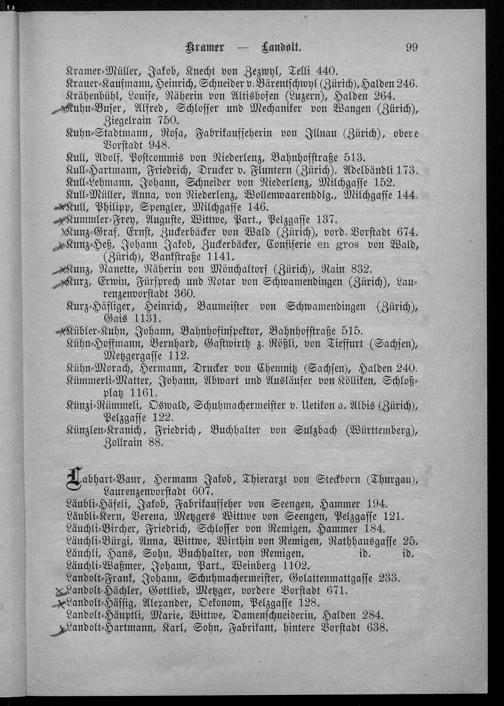 Kramer — Landolt. 99
Kramer-Müller, Jakob, Knecht von Zezwyl, Telli 440.
Krauer-Kaufmann, Heinrich, Schneider v. Bärentschwyl (Zürich), Halden 246.
Krähenbühl, Louise, Näherin von Altishofen (Luzern), Halden 264.
Kuhn-Buser, Alfred, Schlosser und Mechaniker von Wangen (Zürich),
Ziegelrain 750.
Kuhn-Stadtmann, Rosa, Fabrikaufseherin von Illnau (Zürich), obere
Vorstadt 948.
Kull, Adolf, Postcommis von Niederlenz, Bahnhofstraße 513.
Kull-Hartmann, Friedrich, Drucker v. Fluntern (Zürich). Adelbändli 173.
Kull-Lehmann, Johann, Schneider von Niederlenz, Milchgasse 152.
Kull-Müller, Anna, von Niederlenz, Wollenwaarenhdlg., Milchgasse 144.
Kull, Philipp, Spengler, Milchgasse 146.
Kummler-Frey, Auguste, Wittwe, Part., Pelzgasse 137.
Kunz-Graf, Ernst, Zuckerbäcker von Wald (Zürich), vord. Vorstadt 674.
Kunz-Heß, Johann Jakob, Zuckerbäcker, Confiserie en gros von Wald,
(Zürich), Bankstraße 1141.
Kunz, Nanette, Näherin von Mönchaltorf (Zürich), Rain 832.
Kurz, Erwin, Fürsprech und Notar von Schwamendingen (Zürich), Lau-
renzenvorstadt 360.
Kurz-Häfliger, Heinrich, Baumeister von Schwamendingen (Zürich),
Gais 1131.
Kübler-Kuhn, Johann, Bahnhofinspektor, Bahnhofstraße 515.
Kühn-Hoffmann, Bernhard, Gastwirth z. Rößli, von Tieffurt (Sachsen),
Metzgergasse 112.
Kühn-Morach, Hermann, Drucker von Chemnitz (Sachsen), Halden 240.
Kümmerli-Matter, Johann, Abwart und Ausläufer von Kölliken, Schloß-
platz 1161.
Künzi-Rümmeli, Oswald, Schuhmachermeister v. Uetikon a. Albis (Zürich),
Pelzgasse 122.
Künzlen-Kranich, Friedrich, Buchhalter von Sulzbach (Württemberg),
Zollrain 88.
Labhart-Baur, Hermann Jakob, Thierarzt von Steckborn (Thurgau),
Laurenzenvorstadt 607.
Läubli-Häfeli, Jakob, Fabrikaufseher von Seengen, Hammer 194.
Läubli-Kern, Verena, Metzgers Wittwe von Seengen, Pelzgasse 121.
Läuchli-Bircher, Friedrich, Schlosser von Remigen, Hammer 184.
Läuchli-Bürgi, Anna, Wittwe, Wirthin von Remigen, Rathhausgasse 25.
Läuchli, Hans, Sohn, Buchhalter, von Remigen, id. id.
Läuchli-Waßmer, Johann, Part., Weinberg 1102.
Landolt-Frank, Johann, Schuhmachermeister, Golattenmattgasse 233.
Landolt-Hächler, Gottlieb, Metzger, vordere Vorstadt 671.
Landolt-Hässig, Alexander, Oekonom, Pelzgasse 128.
Landolt-Häuptli, Marie, Wittwe, Damenschneiderin, Halden 284.
Landolt-Hartmann, Karl, Sohn, Fabrikant, hintere Vorstadt 638.